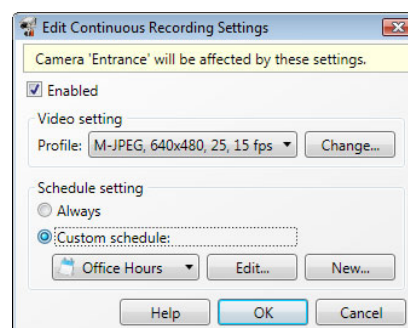 Edit Continuous Recording Settings
Camera 'Entrance' will be affected by these settings.
Enabled
Video setting
Profile: M-JPEG, 640x480, 25, 15 fps Change...
Schedule setting
Always
Custom schedule:
Office Hours Edit... New...
Help OK Cancel